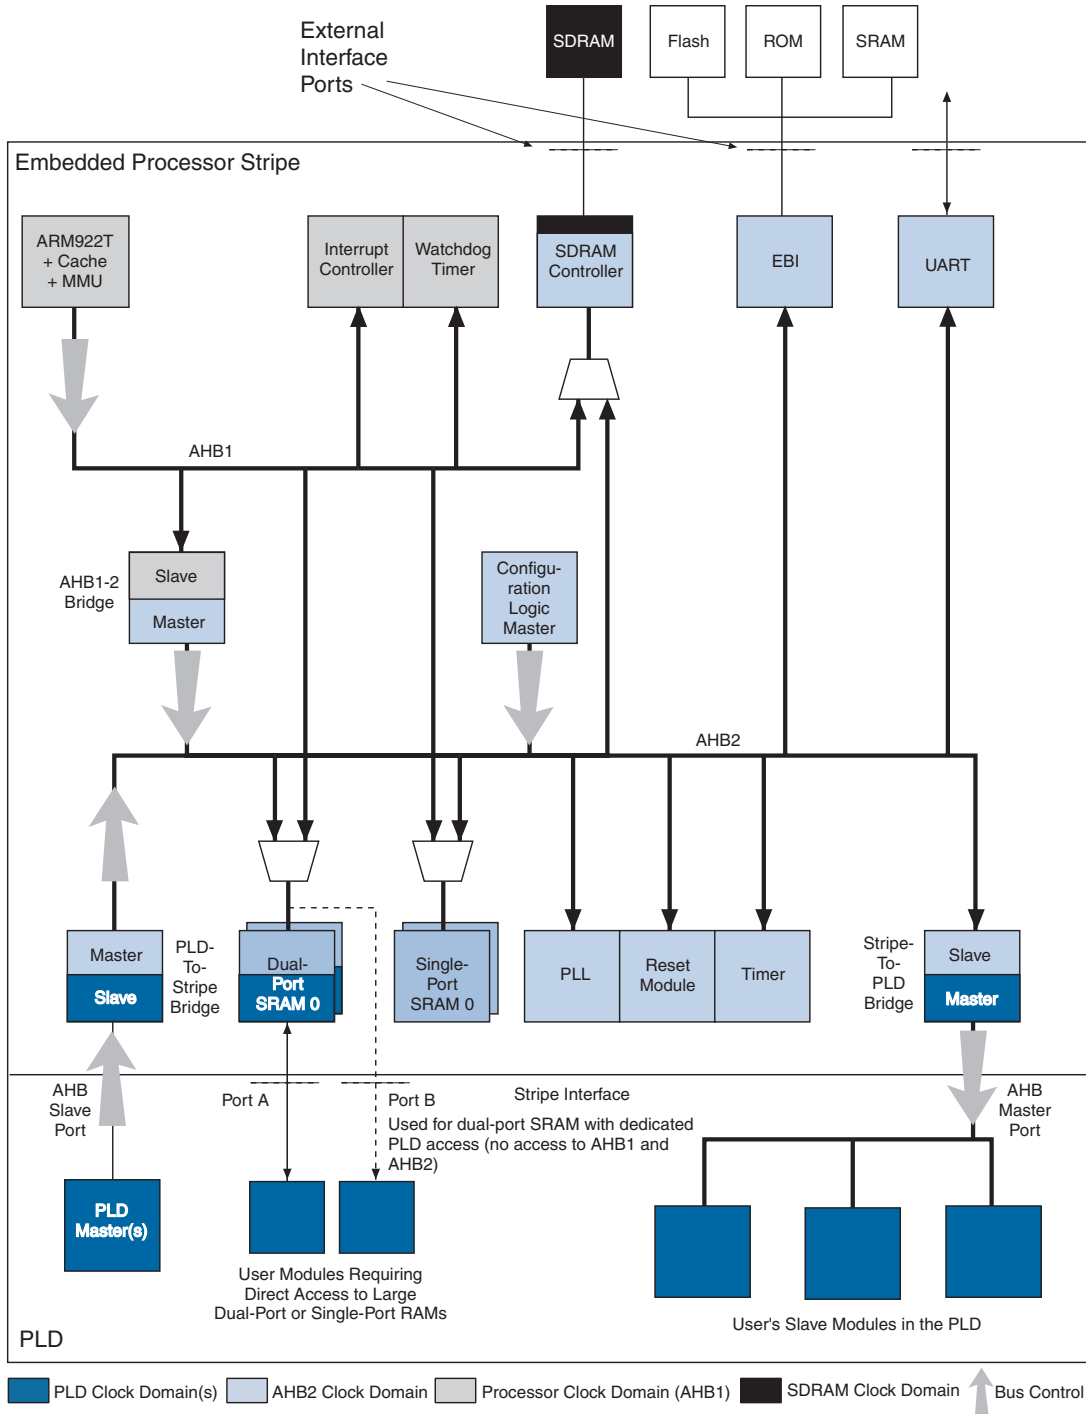 External
Interface
Ports
SDRAM
Flash
ROM
SRAM
Embedded Processor Stripe
ARM922T
+ Cache
+ MMU
Interrupt
Controller
Watchdog
Timer
SDRAM
Controller
EBI
UART
AHB1
AHB1-2
Bridge
Slave
Master
Configu-
ration
Logic
Master
AHB2
Master
Slave
PLD-
To-
Stripe
Bridge
Dual-
Port
SRAM 0
Single-
Port
SRAM 0
PLL
Reset
Module
Timer
Stripe-
To-
PLD
Bridge
Slave
Master
AHB
Slave
Port
Port A
Port B
Stripe Interface
Used for dual-port SRAM with dedicated
PLD access (no access to AHB1 and
AHB2)
AHB
Master
Port
PLD
Master(s)
User Modules Requiring
Direct Access to Large
Dual-Port or Single-Port RAMs
User's Slave Modules in the PLD
PLD
PLD Clock Domain(s)
AHB2 Clock Domain
Processor Clock Domain (AHB1)
SDRAM Clock Domain
Bus Control